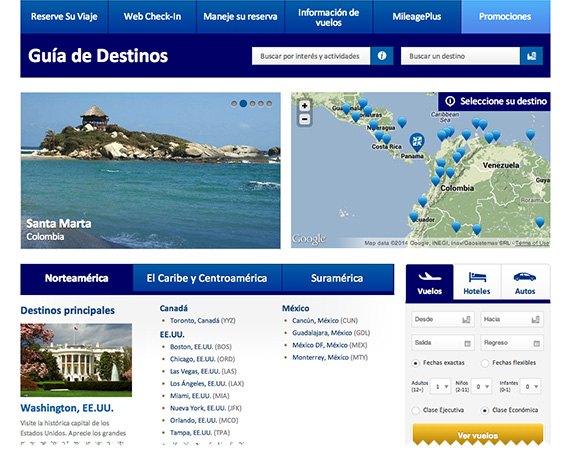 Reserve Su Viaje
Web Check-In
Maneje su reserva
Información de
vuelos
MileagePlus
Promociones
Guía de Destinos
Buscar por interés y actividades
Buscar un destino
Santa Marta
Colombia
Seleccione su destino
Guatemala
Honduras
Nicaragua
Costa Rica
Panamá
Caribbean
Sea
Venezuela
Colombia
Guya
Roraima
Ecuador
Google
Map data ©2014 Google, INEGI, Inav/Geosistemas SRL - Terms of Use
Norteamérica
El Caribe y Centroamérica
Suramérica
Destinos principales
Washington, EE.UU.
Visite la histórica capital de los
Estados Unidos. Aprecie los grandes
Canadá
Toronto, Canadá (YYZ)
EE.UU.
Boston, EE.UU. (BOS)
Chicago, EE.UU. (ORD)
Las Vegas, EE.UU. (LAS)
Los Ángeles, EE.UU. (LAX)
Miami, EE.UU. (MIA)
Nueva York, EE.UU. (JFK)
Orlando, EE.UU. (MCO)
Tampa, EE.UU. (TPA)
México
Cancún, México (CUN)
Guadalajara, México (GDL)
México DF, México (MEX)
Monterrey, México (MTY)
Vuelos
Hoteles
Autos
Desde
Hacia
Salida
Regreso
Fechas exactas
Fechas flexibles
Adultos
(12+)
1
Niños
(2-11)
0
Infantes
(0-1)
0
Clase Ejecutiva
Clase Económica
Ver vuelos